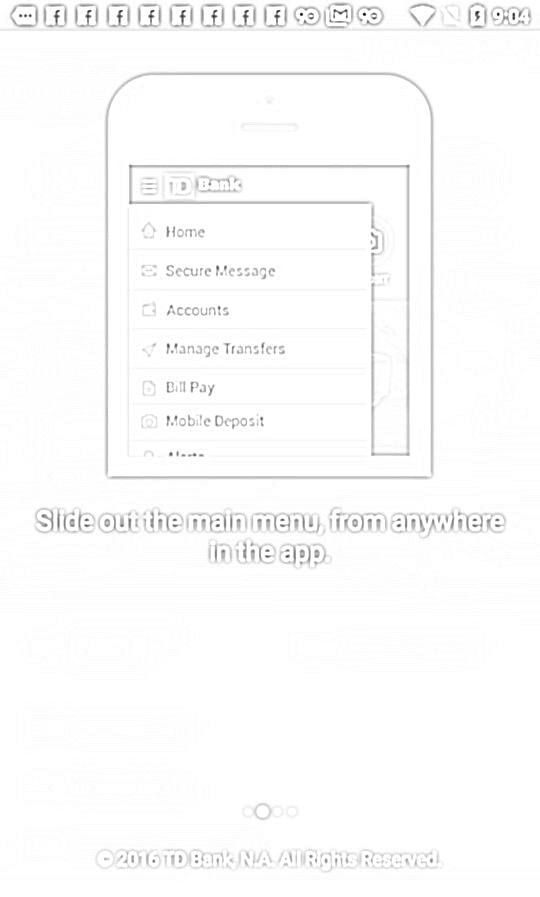 9:04
TD Bank
Home
Secure Message
Accounts
Manage Transfers
Bill Pay
Mobile Deposit
Alerts
Slide out the main menu, from anywhere
in the app.
© 2016 TD Bank, N.A. All Rights Reserved.